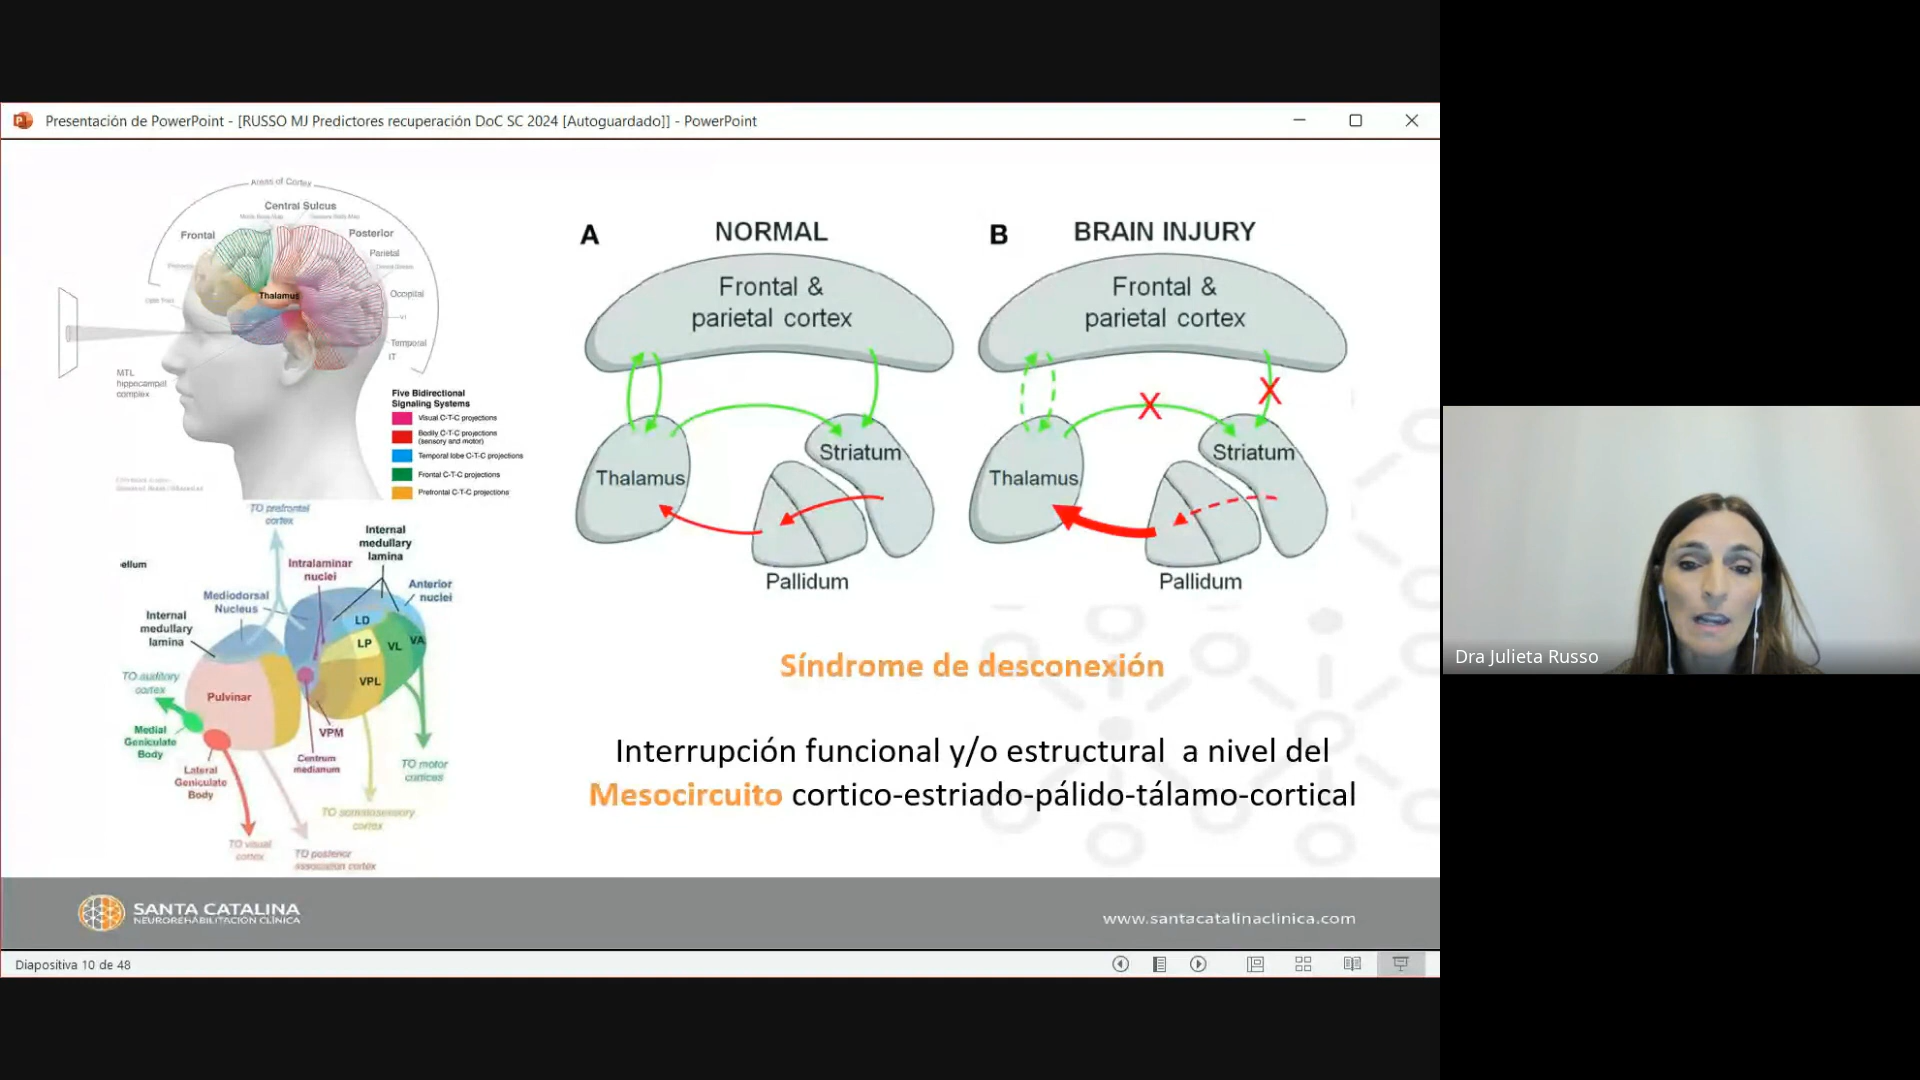 Presentación de PowerPoint - [RUSSO MJ Predictores recuperación DoC SC 2024 [Autoguardado]] - PowerPoint
Areas of Cortex
Central Sulcus
Frontal
Posterior
Parietal
Thalamus
Occipital
V1
Temporal
IT
MTL
hippocampal
complex
Five Bidirectional
Signaling Systems
Visual C-T-C projections
Bodily C-T-C projections
(sensory and motor)
Temporal lobe C-T-C projections
Frontal C-T-C projections
Prefrontal C-T-C projections
TO prefrontal
cortex
Internal
medullary
lamina
ellum
Intralaminar
nuclei
Anterior
nuclei
Mediodorsal
Nucleus
Internal
medullary
lamina
LD
LP
VL
VA
VPL
TO auditory
cortex
Pulvinar
VPM
Medial
Geniculate
Body
Centrum
medianum
Lateral
Geniculate
Body
TO motor
cortices
TO somatosensory
cortex
TO visual
cortex
TO posterior
association cortex
A
NORMAL
Frontal &
parietal cortex
Thalamus
Striatum
Pallidum
B
BRAIN INJURY
Frontal &
parietal cortex
X
X
Thalamus
Striatum
Pallidum
Síndrome de desconexión
Interrupción funcional y/o estructural a nivel del
Mesocircuito cortico-estriado-pálido-tálamo-cortical
SANTA CATALINA
NEUROREHABILITACIÓN CLÍNICA
www.santacatalinaclinica.com
Diapositiva 10 de 48
Dra Julieta Russo